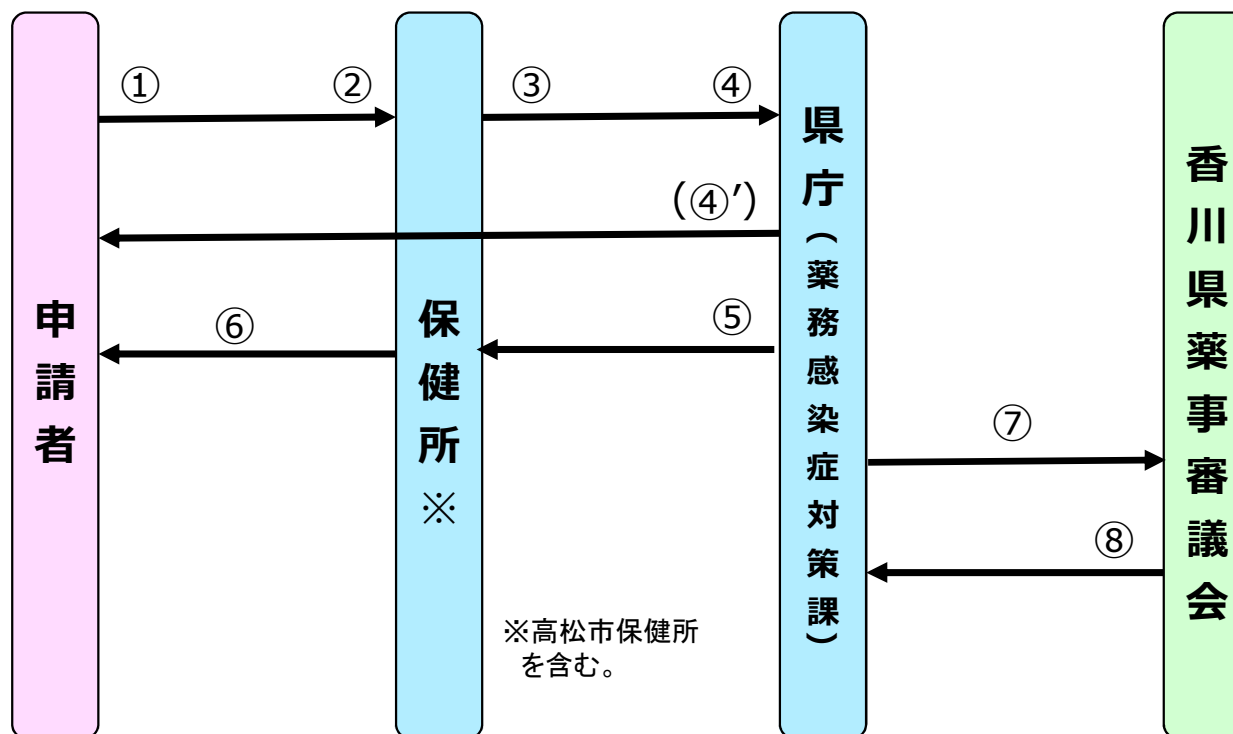 ① ② ③ ④
(④’)
⑥ ⑤
⑦
⑧
申請者
保健所※
県庁(薬務感染症対策課)
香川県薬事審議会
※高松市保健所
を含む。